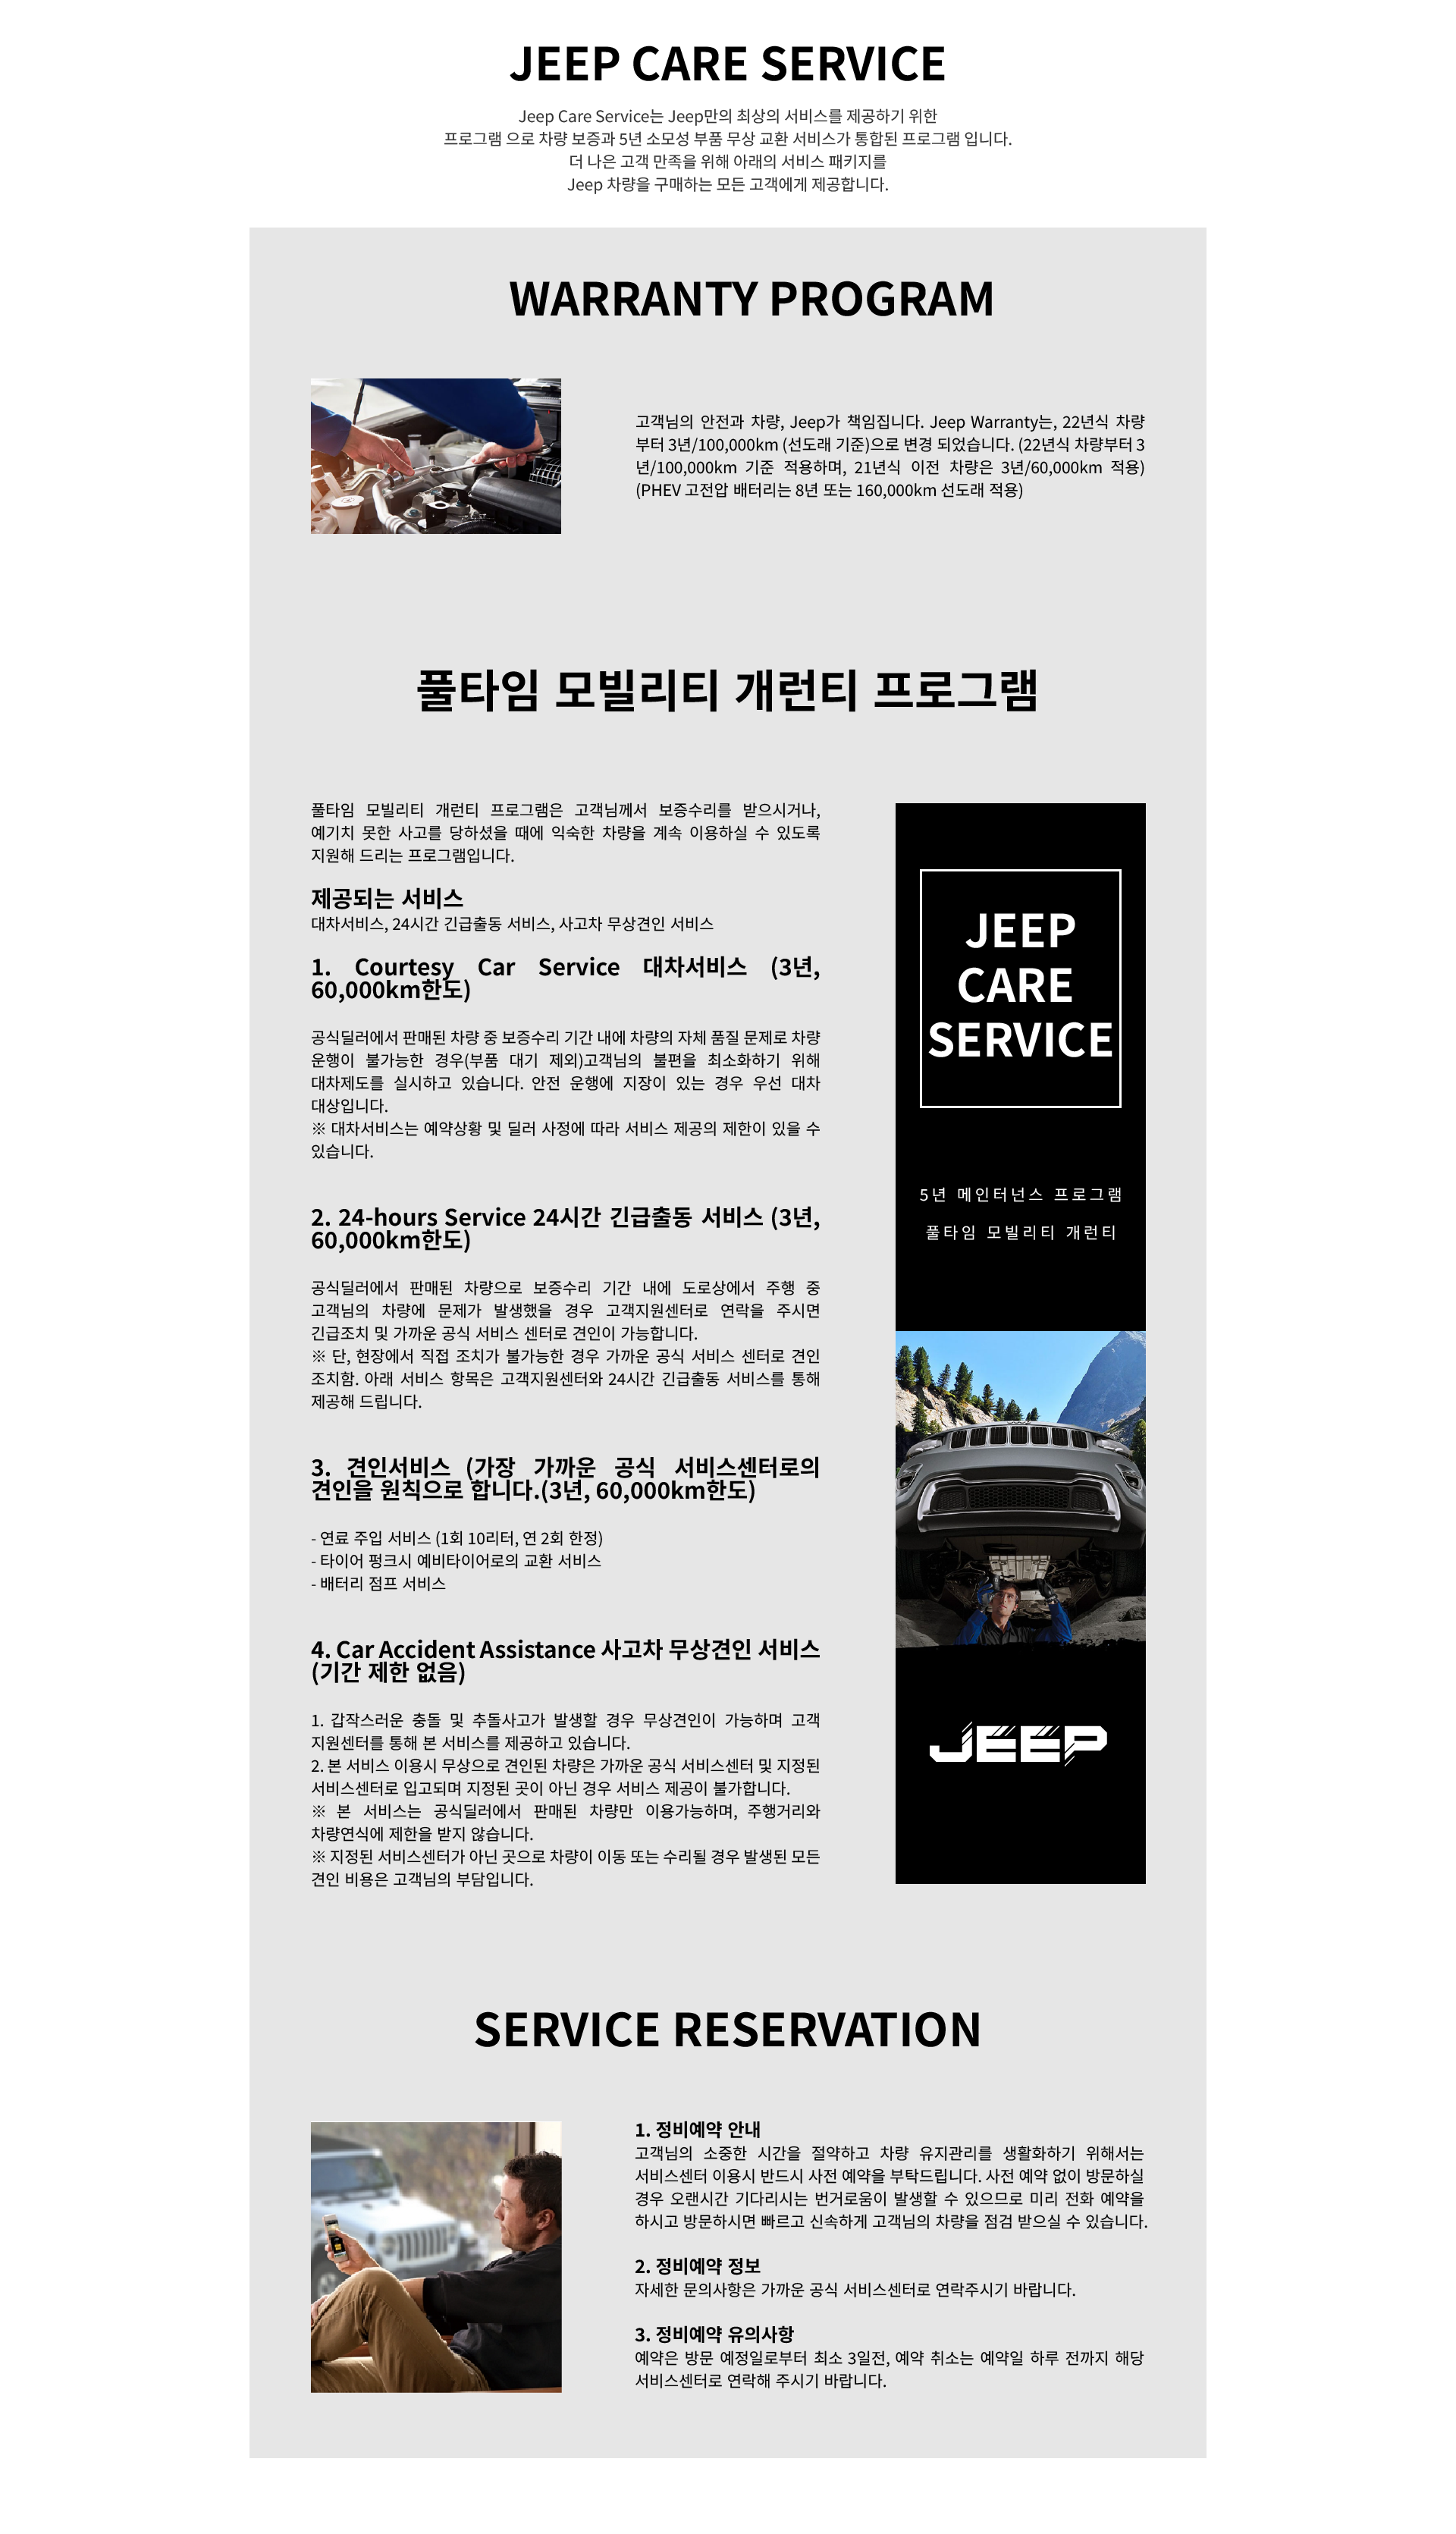 JEEP CARE SERVICE
Jeep Care Service는 Jeep만의 최상의 서비스를 제공하기 위한
프로그램 으로 차량 보증과 5년 소모성 부품 무상 교환 서비스가 통합된 프로그램 입니다.
더 나은 고객 만족을 위해 아래의 서비스 패키지를
Jeep 차량을 구매하는 모든 고객에게 제공합니다.
WARRANTY PROGRAM
고객님의 안전과 차량, Jeep가 책임집니다. Jeep Warranty는, 22년식 차량
부터 3년/100,000km (선도래 기준)으로 변경 되었습니다. (22년식 차량부터 3
년/100,000km 기준 적용하며, 21년식 이전 차량은 3년/60,000km 적용)
(PHEV 고전압 배터리는 8년 또는 160,000km 선도래 적용)
풀타임 모빌리티 개런티 프로그램
풀타임 모빌리티 개런티 프로그램은 고객님께서 보증수리를 받으시거나,
예기치 못한 사고를 당하셨을 때에 익숙한 차량을 계속 이용하실 수 있도록
지원해 드리는 프로그램입니다.
제공되는 서비스
대차서비스, 24시간 긴급출동 서비스, 사고차 무상견인 서비스
1. Courtesy Car Service 대차서비스 (3년,
60,000km한도)
공식딜러에서 판매된 차량 중 보증수리 기간 내에 차량의 자체 품질 문제로 차량
운행이 불가능한 경우(부품 대기 제외)고객님의 불편을 최소화하기 위해
대차제도를 실시하고 있습니다. 안전 운행에 지장이 있는 경우 우선 대차
대상입니다.
※ 대차서비스는 예약상황 및 딜러 사정에 따라 서비스 제공의 제한이 있을 수
있습니다.
2. 24-hours Service 24시간 긴급출동 서비스 (3년,
60,000km한도)
공식딜러에서 판매된 차량으로 보증수리 기간 내에 도로상에서 주행 중
고객님의 차량에 문제가 발생했을 경우 고객지원센터로 연락을 주시면
긴급조치 및 가까운 공식 서비스 센터로 견인이 가능합니다.
※ 단, 현장에서 직접 조치가 불가능한 경우 가까운 공식 서비스 센터로 견인
조치함. 아래 서비스 항목은 고객지원센터와 24시간 긴급출동 서비스를 통해
제공해 드립니다.
3. 견인서비스 (가장 가까운 공식 서비스센터로의
견인을 원칙으로 합니다.(3년, 60,000km한도)
- 연료 주입 서비스 (1회 10리터, 연 2회 한정)
- 타이어 펑크시 예비타이어로의 교환 서비스
- 배터리 점프 서비스
4. Car Accident Assistance 사고차 무상견인 서비스
(기간 제한 없음)
1. 갑작스러운 충돌 및 추돌사고가 발생할 경우 무상견인이 가능하며 고객
지원센터를 통해 본 서비스를 제공하고 있습니다.
2. 본 서비스 이용시 무상으로 견인된 차량은 가까운 공식 서비스센터 및 지정된
서비스센터로 입고되며 지정된 곳이 아닌 경우 서비스 제공이 불가합니다.
※ 본 서비스는 공식딜러에서 판매된 차량만 이용가능하며, 주행거리와
차량연식에 제한을 받지 않습니다.
※ 지정된 서비스센터가 아닌 곳으로 차량이 이동 또는 수리될 경우 발생된 모든
견인 비용은 고객님의 부담입니다.
JEEP
CARE
SERVICE
5년 메인터넌스 프로그램
풀타임 모빌리티 개런티
JEEP
SERVICE RESERVATION
1. 정비예약 안내
고객님의 소중한 시간을 절약하고 차량 유지관리를 생활화하기 위해서는
서비스센터 이용시 반드시 사전 예약을 부탁드립니다. 사전 예약 없이 방문하실
경우 오랜시간 기다리시는 번거로움이 발생할 수 있으므로 미리 전화 예약을
하시고 방문하시면 빠르고 신속하게 고객님의 차량을 점검 받으실 수 있습니다.
2. 정비예약 정보
자세한 문의사항은 가까운 공식 서비스센터로 연락주시기 바랍니다.
3. 정비예약 유의사항
예약은 방문 예정일로부터 최소 3일전, 예약 취소는 예약일 하루 전까지 해당
서비스센터로 연락해 주시기 바랍니다.